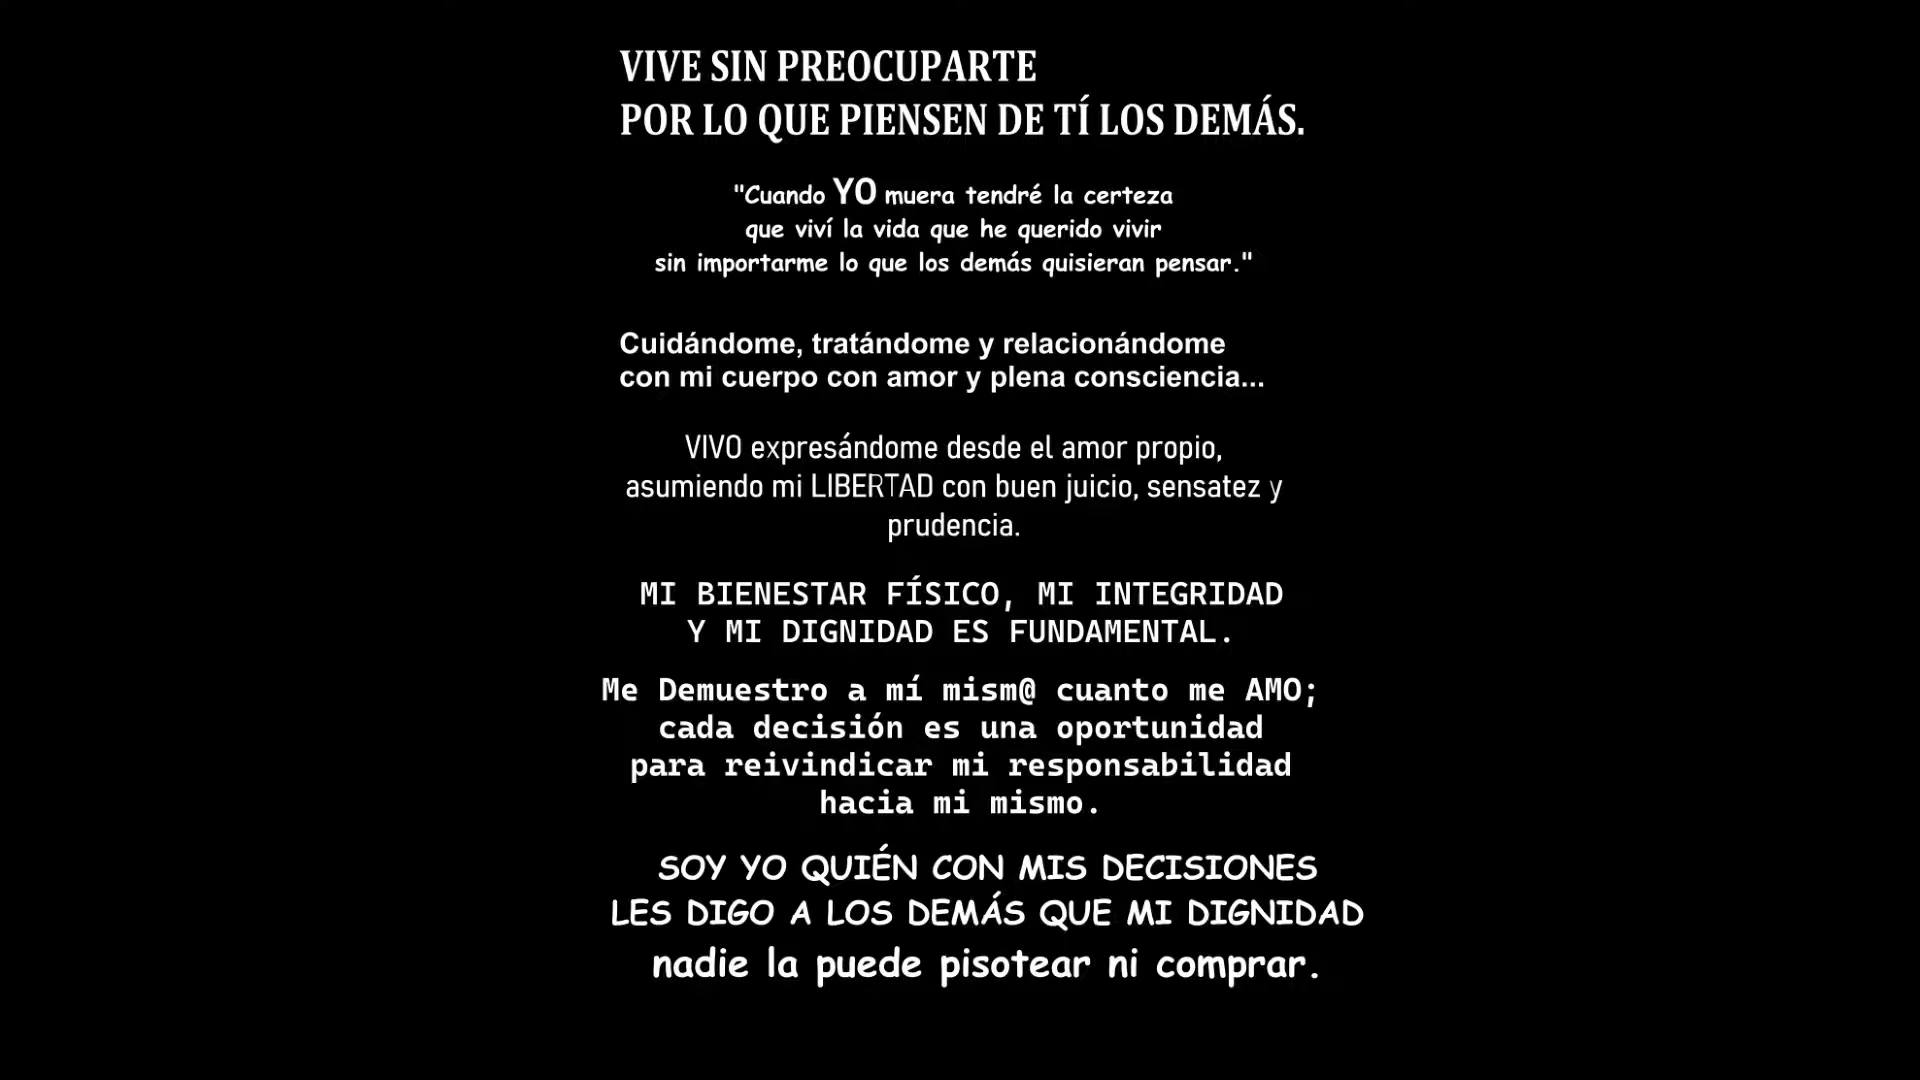 VIVE SIN PREOCUPARTE
POR LO QUE PIENSEN DE TÍ LOS DEMÁS.
"Cuando YO muera tendré la certeza
que viví la vida que he querido vivir
sin importarme lo que los demás quisieran pensar."
Cuidándome, tratándome y relacionándome
con mi cuerpo con amor y plena consciencia...
VIVO expresándome desde el amor propio,
asumiendo mi LIBERTAD con buen juicio, sensatez y
prudencia.
MI BIENESTAR FÍSICO, MI INTEGRIDAD
Y MI DIGNIDAD ES FUNDAMENTAL.
Me Demuestro a mí mism@ cuanto me AMO;
cada decisión es una oportunidad
para reivindicar mi responsabilidad
hacia mi mismo.
SOY YO QUIÉN CON MIS DECISIONES
LES DIGO A LOS DEMÁS QUE MI DIGNIDAD
nadie la puede pisotear ni comprar.